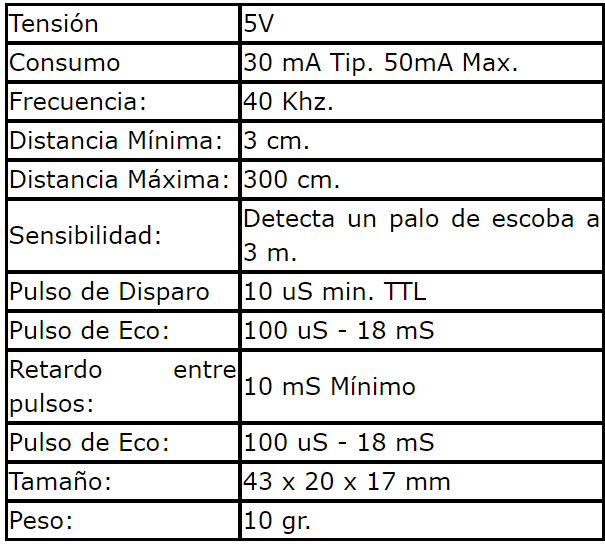 Tensión 5V
Consumo 30 mA Tip. 50mA Max.
Frecuencia: 40 Khz.
Distancia Mínima: 3 cm.
Distancia Máxima: 300 cm.
Sensibilidad: Detecta un palo de escoba a
3 m.
Pulso de Disparo 10 uS min. TTL
Pulso de Eco: 100 uS - 18 mS
Retardo entre
pulsos: 10 mS Mínimo
Pulso de Eco: 100 uS - 18 mS
Tamaño: 43 x 20 x 17 mm
Peso: 10 gr.